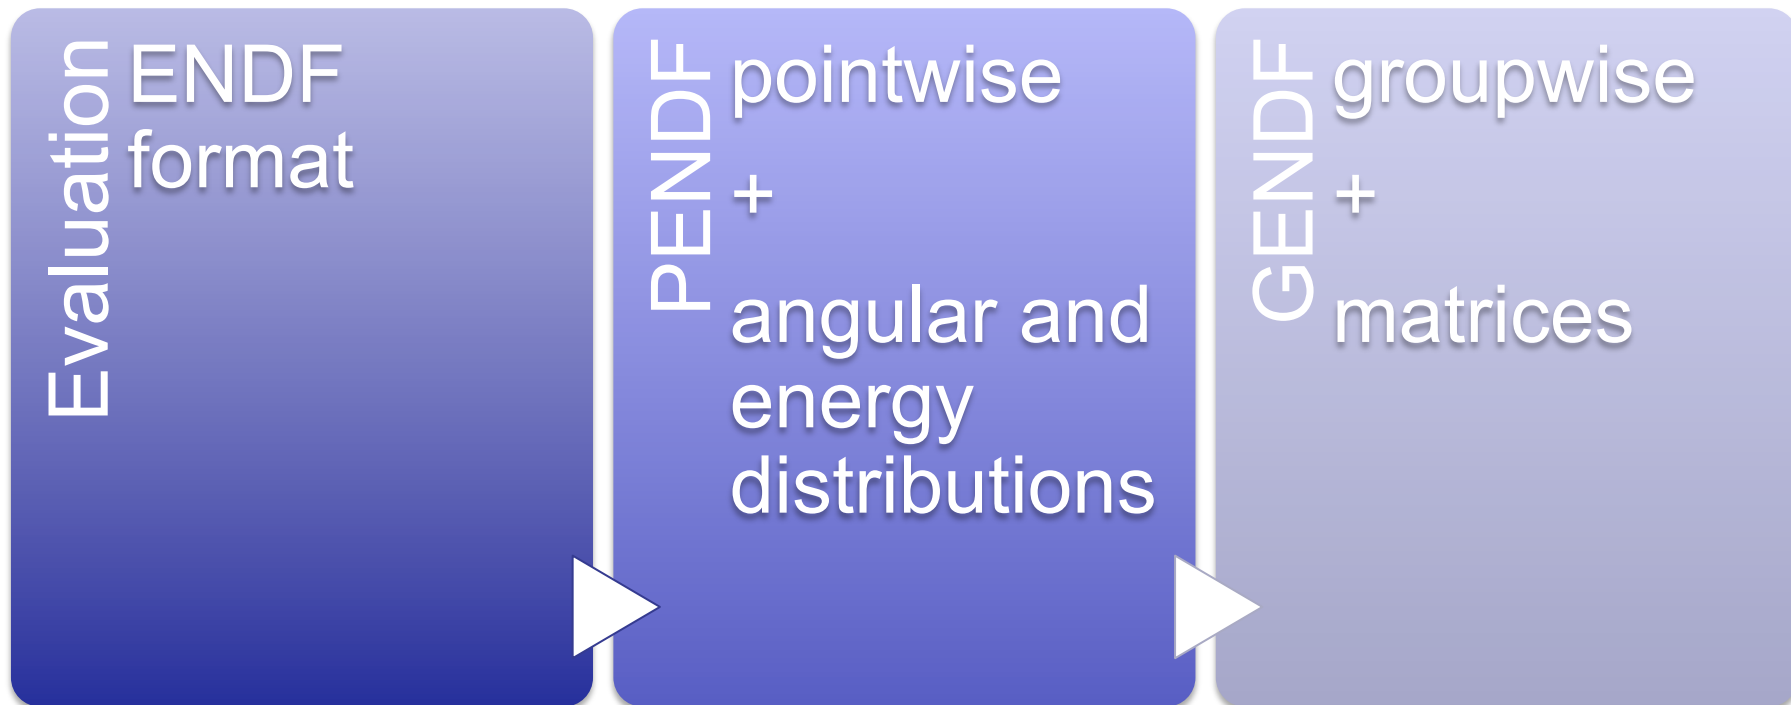 Evaluation
ENDF
format
PENDF
pointwise
+
angular and
energy
distributions
GENDF
groupwise
+
matrices